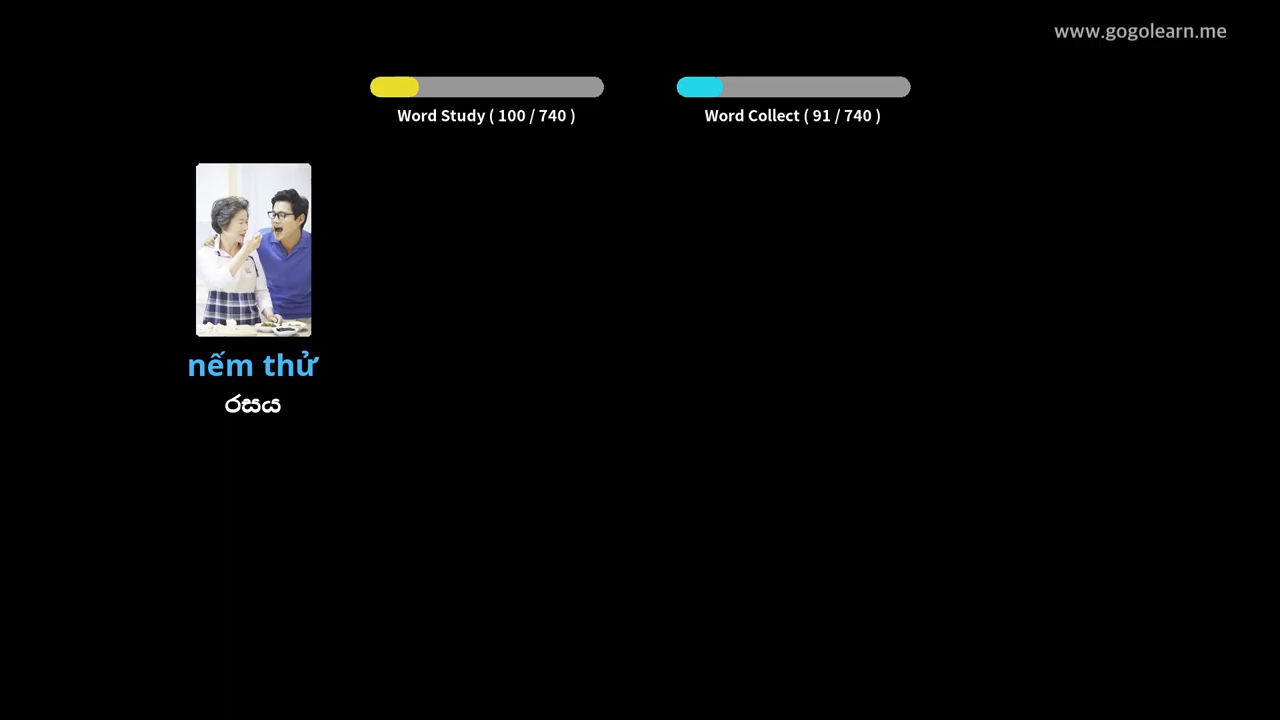 www.gogolearn.me
Word Study ( 100 / 740 )
Word Collect ( 91 / 740 )
nếm thử
රසය